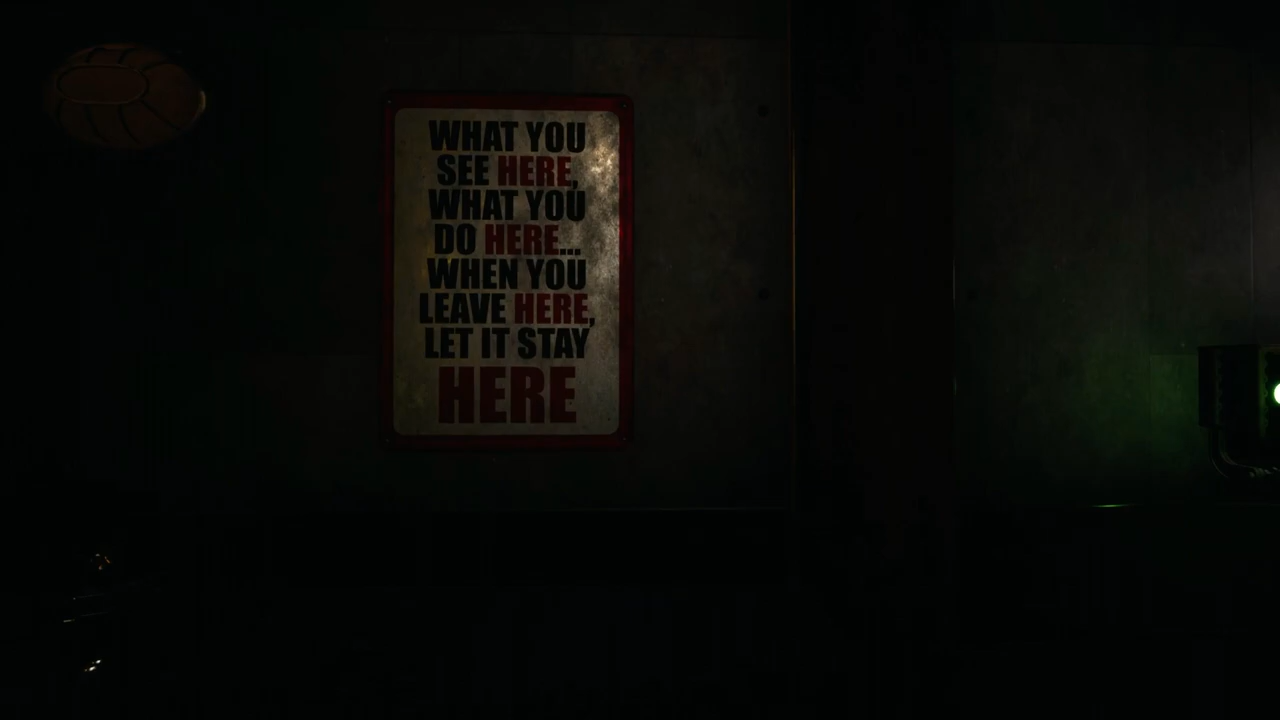 WHAT YOU
SEE HERE,
WHAT YOU
DO HERE...
WHEN YOU
LEAVE HERE,
LET IT STAY
HERE